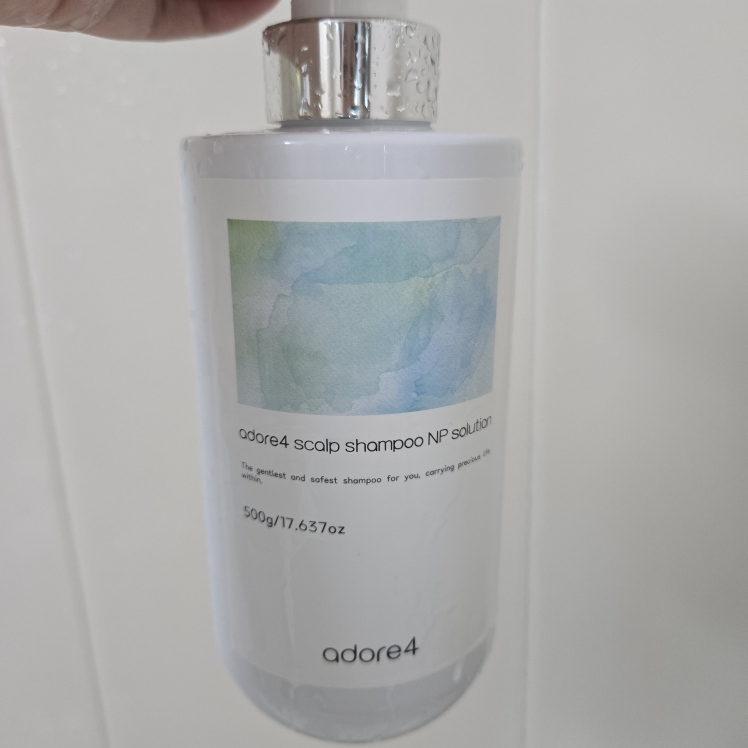 adore4 scalp shampoo NP solution
The gentlest and safest shampoo for you, carrying precious life
within.
500g/17.637oz
adore4